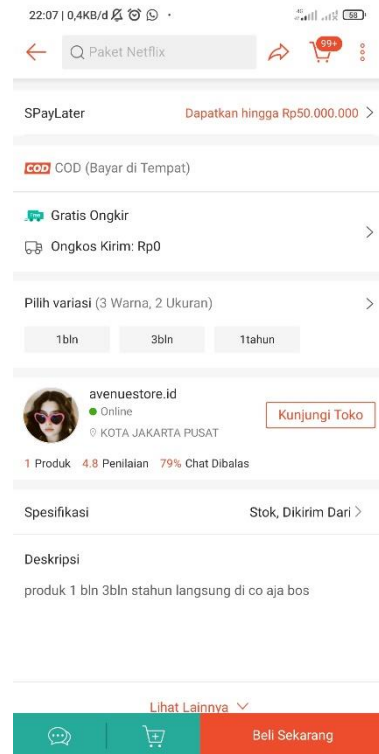 22:07 | 0,4KB/d
4G
58
Paket Netflix
99+
SPayLater Dapatkan hingga Rp50.000.000
COD COD (Bayar di Tempat)
Free Gratis Ongkir
Ongkos Kirim: Rp0
Pilih variasi (3 Warna, 2 Ukuran)
1bln 3bln 1tahun
avenuestore.id
Online
KOTA JAKARTA PUSAT
Kunjungi Toko
1 Produk 4.8 Penilaian 79% Chat Dibalas
Spesifikasi Stok, Dikirim Dari
Deskripsi
produk 1 bln 3bln stahun langsung di co aja bos
Lihat Lainnya
Beli Sekarang